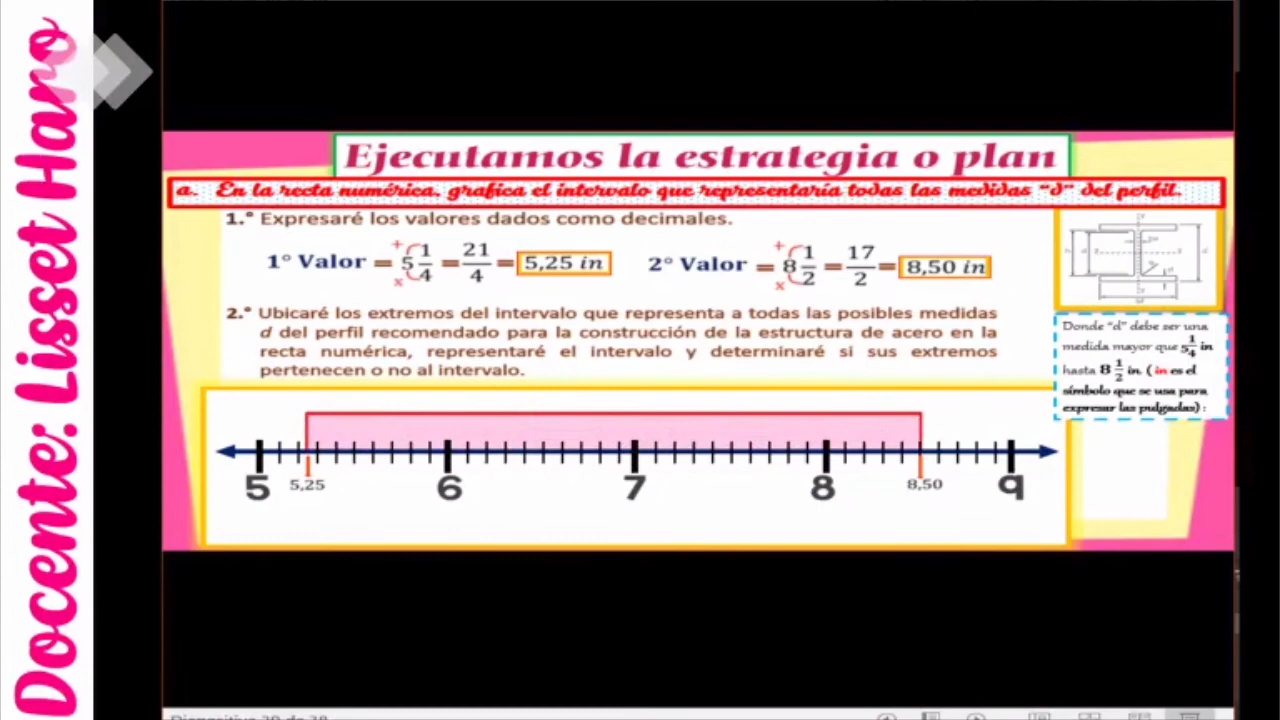 Docente: Lisset Haro
Ejecutamos la estrategia o plan
a. En la recta numérica, grafica el intervalo que representaría todas las medidas "d" del perfil.
1.° Expresaré los valores dados como decimales.
1° Valor = 5 1/4 = 21/4 = 5,25 in 2° Valor = 8 1/2 = 17/2 = 8,50 in
2.° Ubicaré los extremos del intervalo que representa a todas las posibles medidas
d del perfil recomendado para la construcción de la estructura de acero en la
recta numérica, representaré el intervalo y determinaré si sus extremos
pertenecen o no al intervalo.
Donde "d" debe ser una
medida mayor que 5 1/4 in
hasta 8 1/2 in. ( in es el
símbolo que se usa para
expresar las pulgadas) :
5 5,25 6 7 8 8,50 9